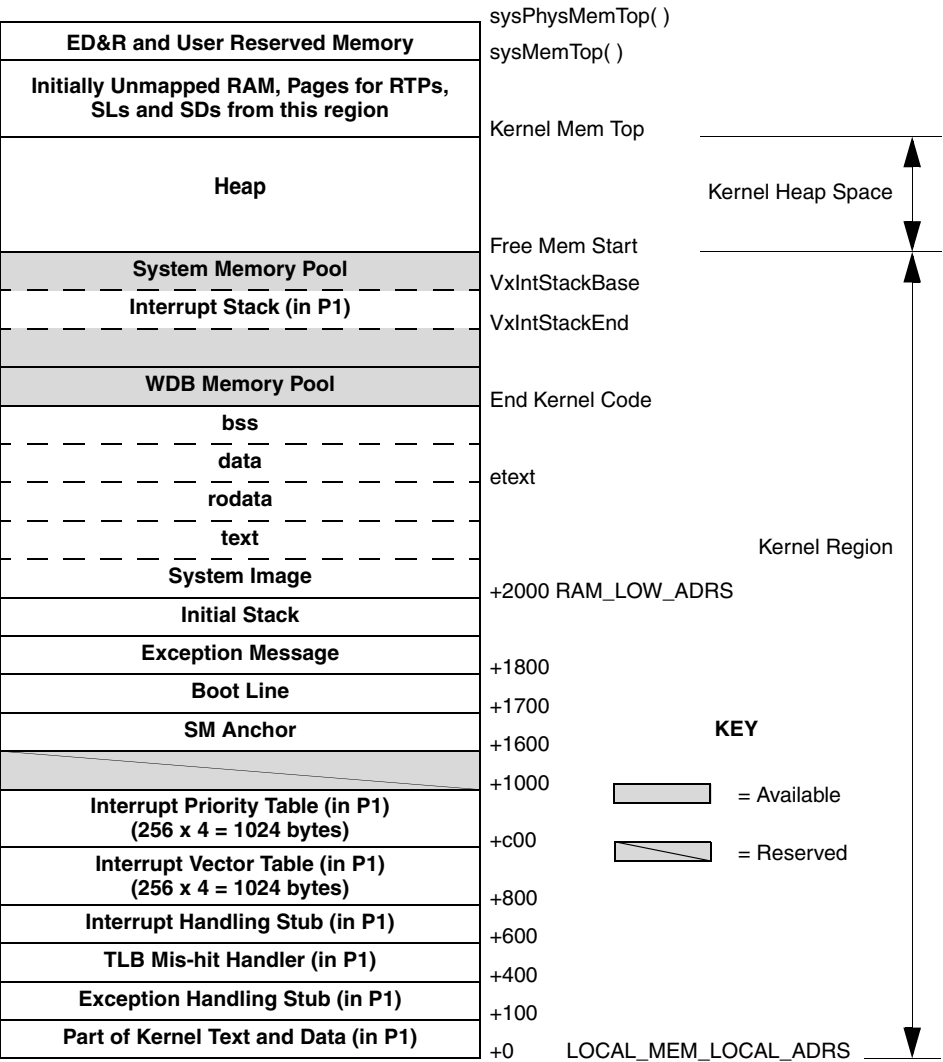 sysPhysMemTop( )
ED&R and User Reserved Memory
sysMemTop( )
Initially Unmapped RAM, Pages for RTPs,
SLs and SDs from this region
Kernel Mem Top
Heap
Kernel Heap Space
Free Mem Start
System Memory Pool
VxIntStackBase
Interrupt Stack (in P1)
VxIntStackEnd
WDB Memory Pool
End Kernel Code
bss
data
etext
rodata
text
Kernel Region
System Image
+2000 RAM_LOW_ADRS
Initial Stack
Exception Message
+1800
Boot Line
+1700
SM Anchor
KEY
+1600
+1000
= Available
Interrupt Priority Table (in P1)
(256 x 4 = 1024 bytes)
+c00
= Reserved
Interrupt Vector Table (in P1)
(256 x 4 = 1024 bytes)
+800
Interrupt Handling Stub (in P1)
+600
TLB Mis-hit Handler (in P1)
+400
Exception Handling Stub (in P1)
+100
Part of Kernel Text and Data (in P1)
+0 LOCAL_MEM_LOCAL_ADRS